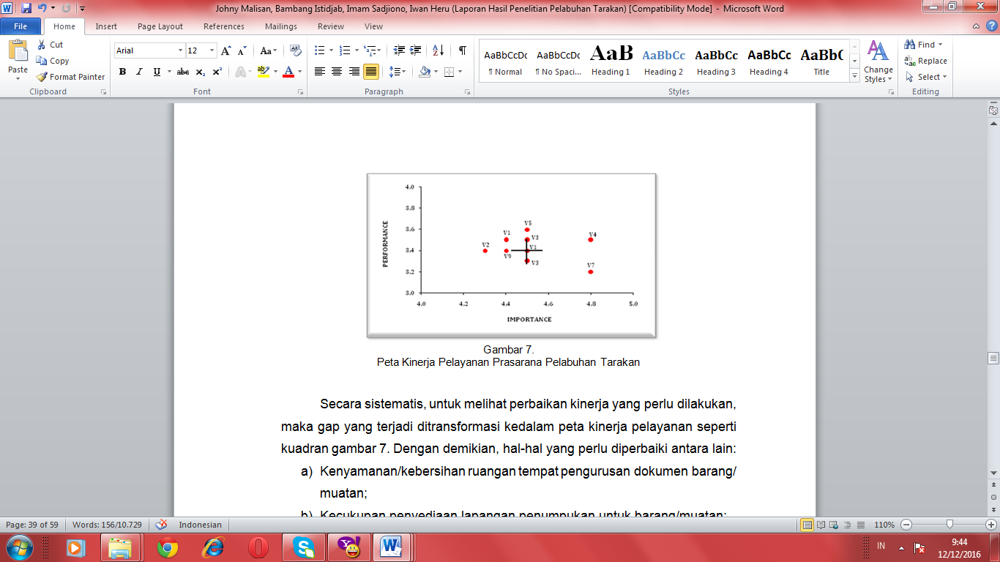 Johny Malisan, Bambang Istidjab, Imam Sadjiono, Iwan Heru (Laporan Hasil Penelitian Pelabuhan Tarakan) [Compatibility Mode] - Microsoft Word
File Home Insert Page Layout References Mailings Review View
Paste
Cut
Copy
Format Painter
Clipboard
Arial 12
Font
Paragraph
AaBbCcDc AaBbCcDc AaB AaBbCc AaBbCc AaBbCc AaBb(
¶ Normal ¶ No Spaci... Heading 1 Heading 2 Heading 3 Heading 4 Title
Change Styles
Styles
Find
Replace
Select
Editing
PERFORMANCE
4.0
3.8
3.6
3.4
3.2
3.0
V5
V1
V3
V4
V2
V1
V9
V3
V7
4.0 4.2 4.4 4.6 4.8 5.0
IMPORTANCE
Gambar 7.
Peta Kinerja Pelayanan Prasarana Pelabuhan Tarakan
Secara sistematis, untuk melihat perbaikan kinerja yang perlu dilakukan,
maka gap yang terjadi ditransformasi kedalam peta kinerja pelayanan seperti
kuadran gambar 7. Dengan demikian, hal-hal yang perlu diperbaiki antara lain:
a) Kenyamanan/kebersihan ruangan tempat pengurusan dokumen barang/
muatan;
b) Kecukupan penyediaan lapangan penumpukan untuk barang/muatan;
Page: 39 of 59 Words: 156/10.729 Indonesian 110%
IN 9:44
12/12/2016